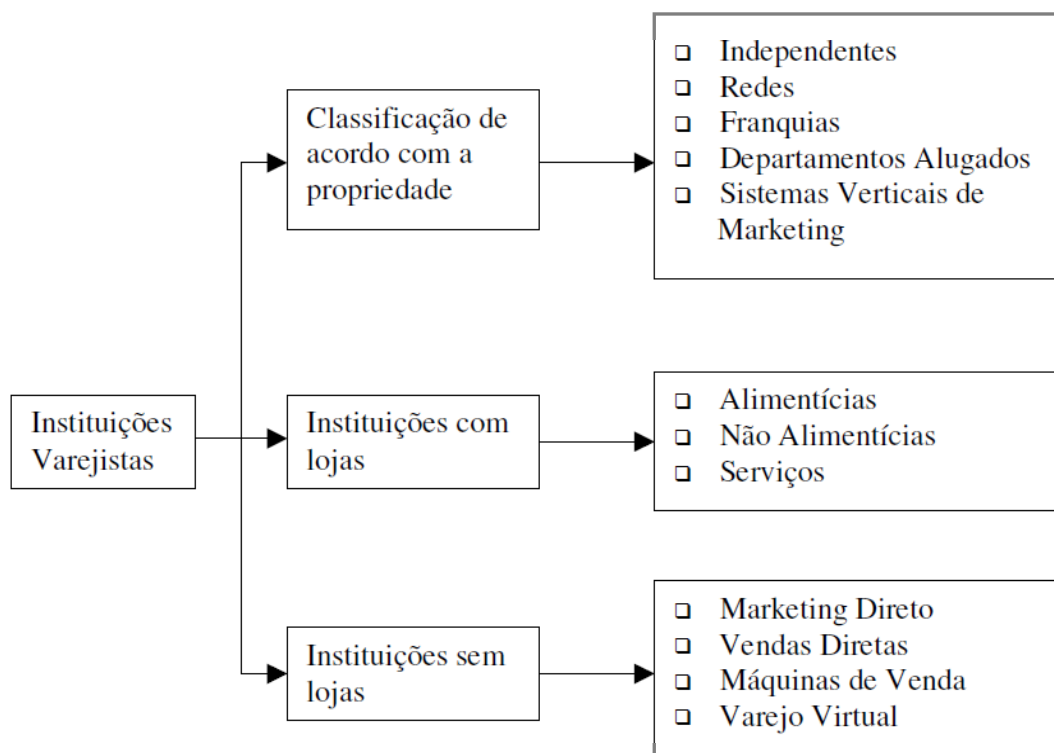 Instituições
Varejistas
Classificação de
acordo com a
propriedade
Independentes
Redes
Franquias
Departamentos Alugados
Sistemas Verticais de
Marketing
Instituições com
lojas
Alimentícias
Não Alimentícias
Serviços
Instituições sem
lojas
Marketing Direto
Vendas Diretas
Máquinas de Venda
Varejo Virtual